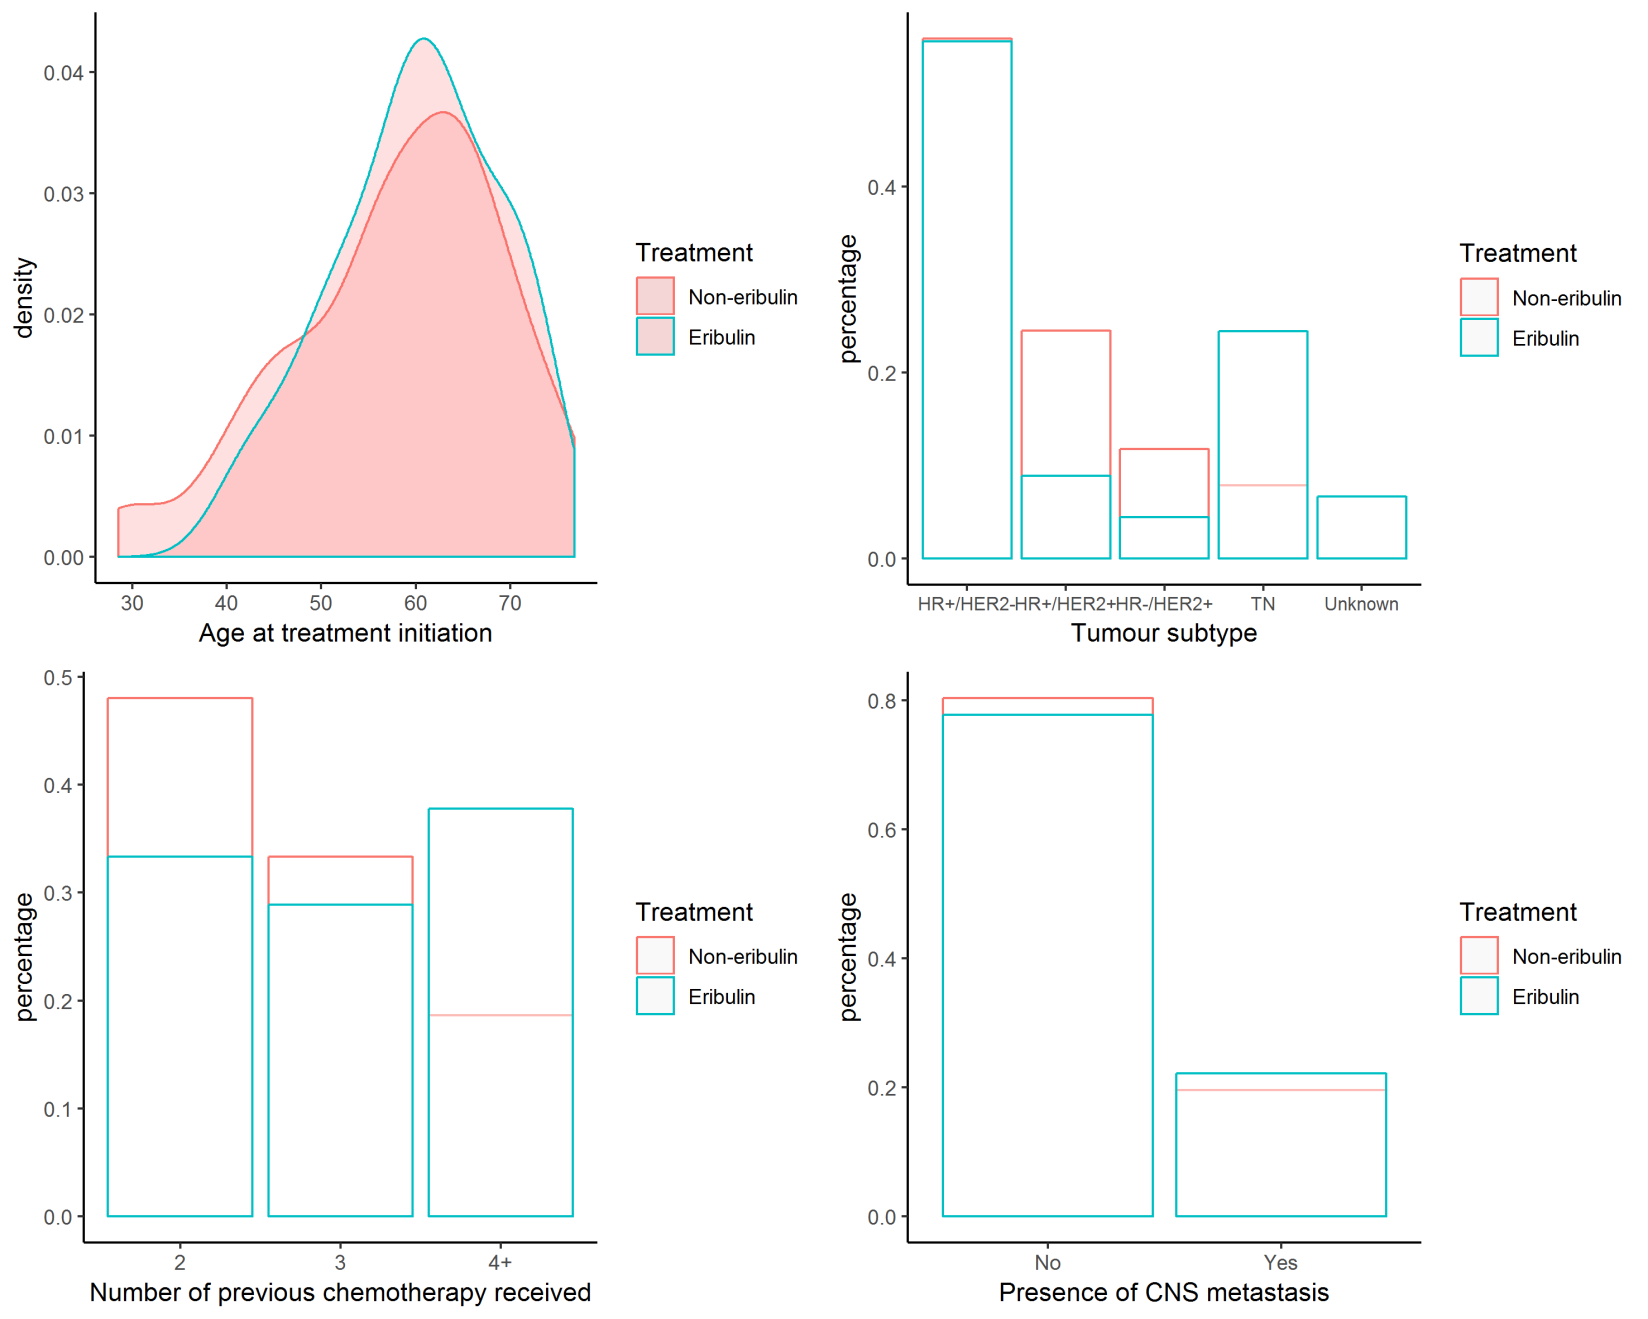 density
0.04
0.03
0.02
0.01
0.00
30 40 50 60 70
Age at treatment initiation
Treatment
Non-eribulin
Eribulin
percentage
0.4
0.2
0.0
HR+/HER2- HR+/HER2+ HR-/HER2+ TN Unknown
Tumour subtype
Treatment
Non-eribulin
Eribulin
percentage
0.5
0.4
0.3
0.2
0.1
0.0
2 3 4+
Number of previous chemotherapy received
Treatment
Non-eribulin
Eribulin
percentage
0.8
0.6
0.4
0.2
0.0
No Yes
Presence of CNS metastasis
Treatment
Non-eribulin
Eribulin